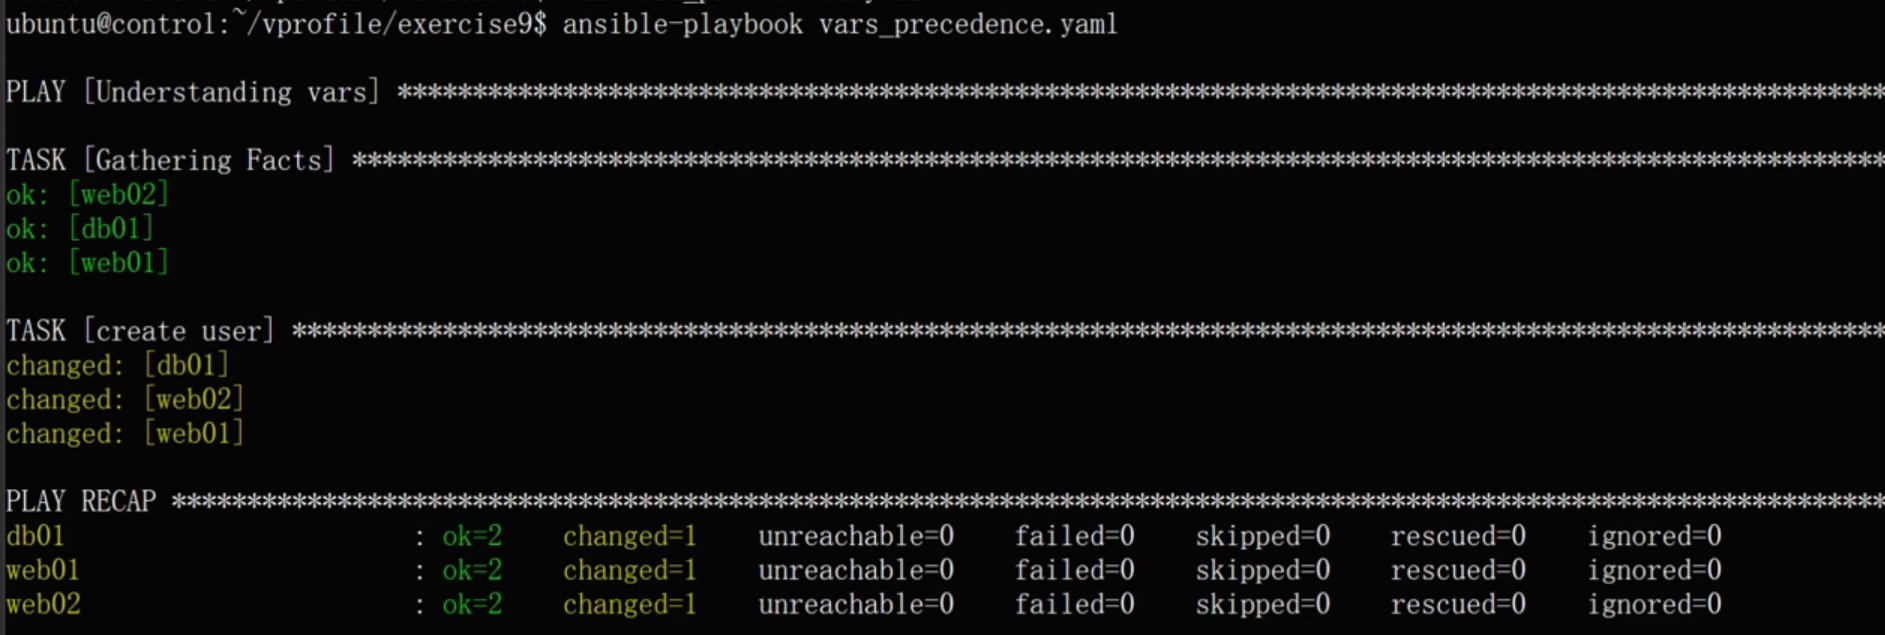 ubuntu@control:~/vprofile/exercise9$ ansible-playbook vars_precedence.yaml
PLAY [Understanding vars] ****************************************************************************************************
TASK [Gathering Facts] *******************************************************************************************************
ok: [web02]
ok: [db01]
ok: [web01]
TASK [create user] ***********************************************************************************************************
changed: [db01]
changed: [web02]
changed: [web01]
PLAY RECAP *******************************************************************************************************************
db01 : ok=2 changed=1 unreachable=0 failed=0 skipped=0 rescued=0 ignored=0
web01 : ok=2 changed=1 unreachable=0 failed=0 skipped=0 rescued=0 ignored=0
web02 : ok=2 changed=1 unreachable=0 failed=0 skipped=0 rescued=0 ignored=0